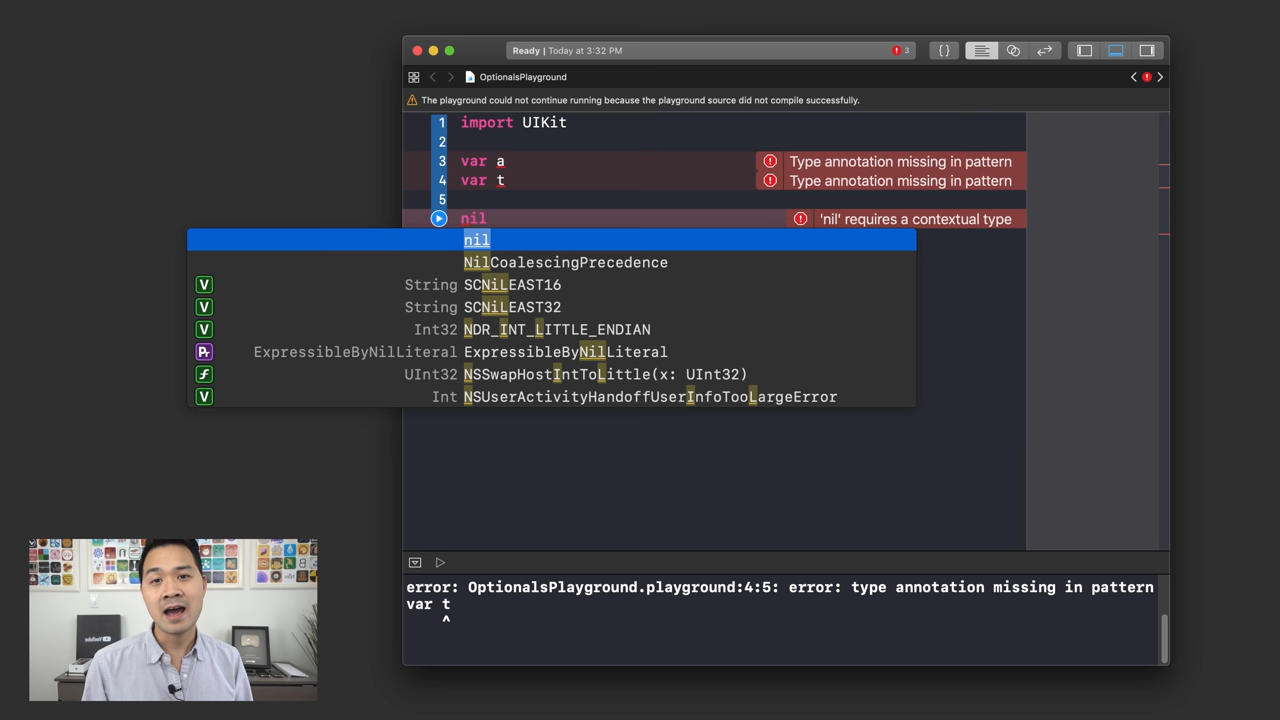 Ready | Today at 3:32 PM
3
{}
OptionalsPlayground
The playground could not continue running because the playground source did not compile successfully.
1 import UIKit
2
3 var a
Type annotation missing in pattern
4 var t
Type annotation missing in pattern
5
nil
'nil' requires a contextual type
nil
NilCoalescingPrecedence
V String SCNiLEAST16
V String SCNiLEAST32
V Int32 NDR_INT_LITTLE_ENDIAN
Pr ExpressibleByNilLiteral ExpressibleByNilLiteral
f UInt32 NSSwapHostIntToLittle(x: UInt32)
V Int NSUserActivityHandoffUserInfoTooLargeError
error: OptionalsPlayground.playground:4:5: error: type annotation missing in pattern
var t
^
YouTube